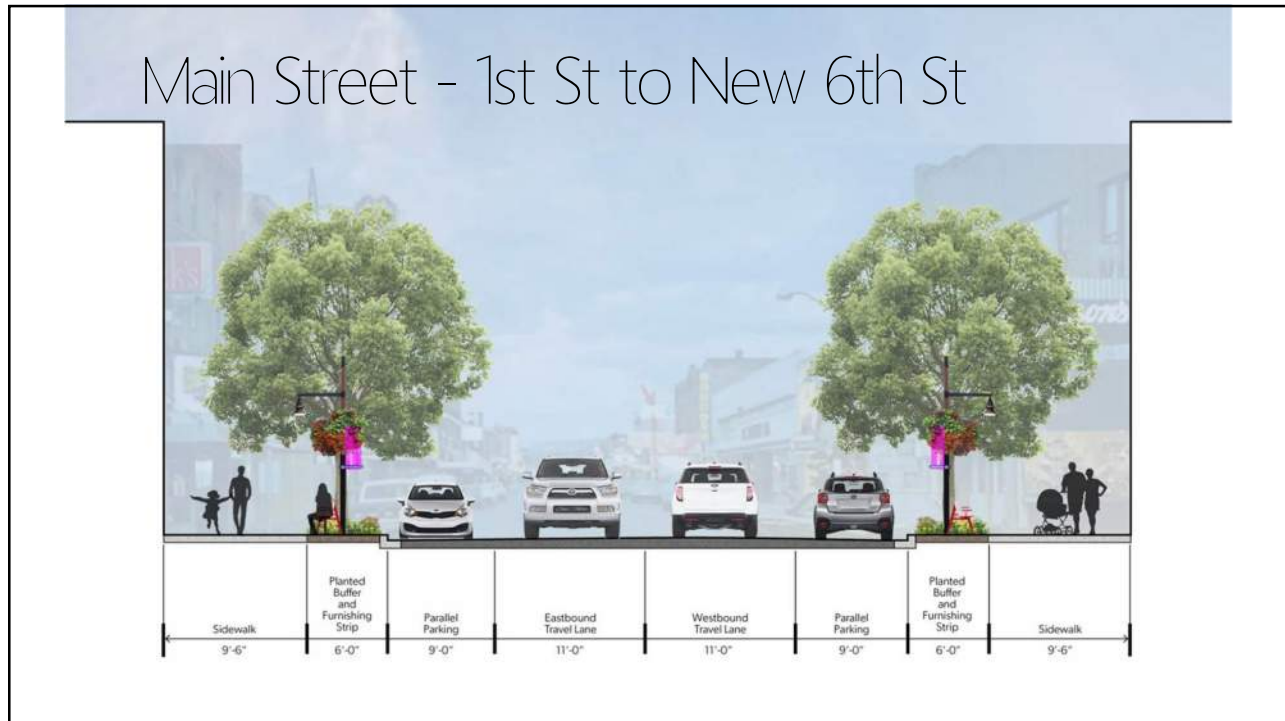 Main Street - 1st St to New 6th St
Sidewalk
9'-6"
Planted
Buffer
and
Furnishing
Strip
6'-0"
Parallel
Parking
9'-0"
Eastbound
Travel Lane
11'-0"
Westbound
Travel Lane
11'-0"
Parallel
Parking
9'-0"
Planted
Buffer
and
Furnishing
Strip
6'-0"
Sidewalk
9'-6"